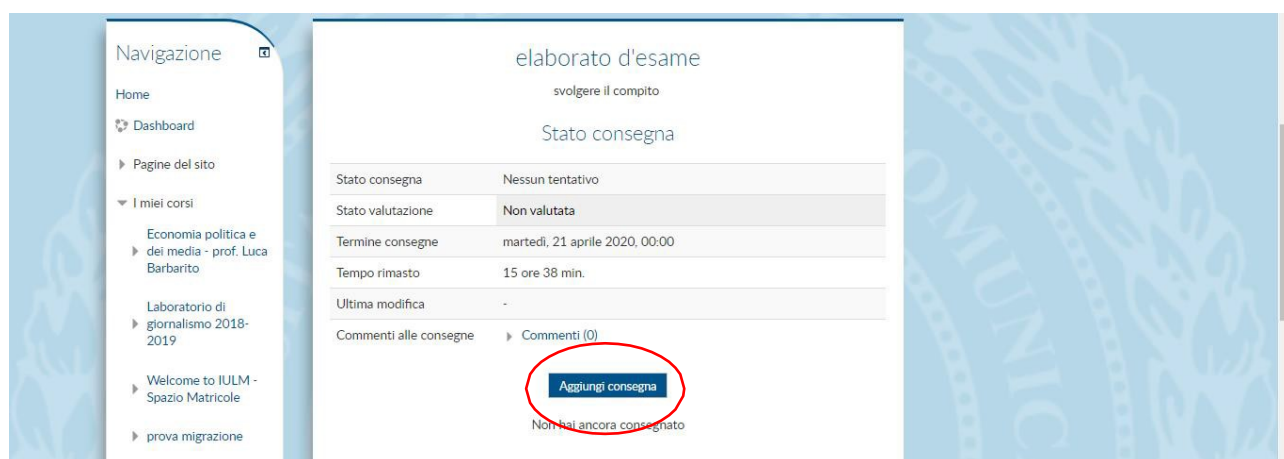 Navigazione
Home
Dashboard
Pagine del sito
I miei corsi
Economia politica e
dei media - prof. Luca
Barbarito
Laboratorio di
giornalismo 2018-
2019
Welcome to IULM -
Spazio Matricole
prova migrazione
elaborato d'esame
svolgere il compito
Stato consegna
Stato consegna Nessun tentativo
Stato valutazione Non valutata
Termine consegne martedì, 21 aprile 2020, 00:00
Tempo rimasto 15 ore 38 min.
Ultima modifica -
Commenti alle consegne Commenti (0)
Aggiungi consegna
Non hai ancora consegnato